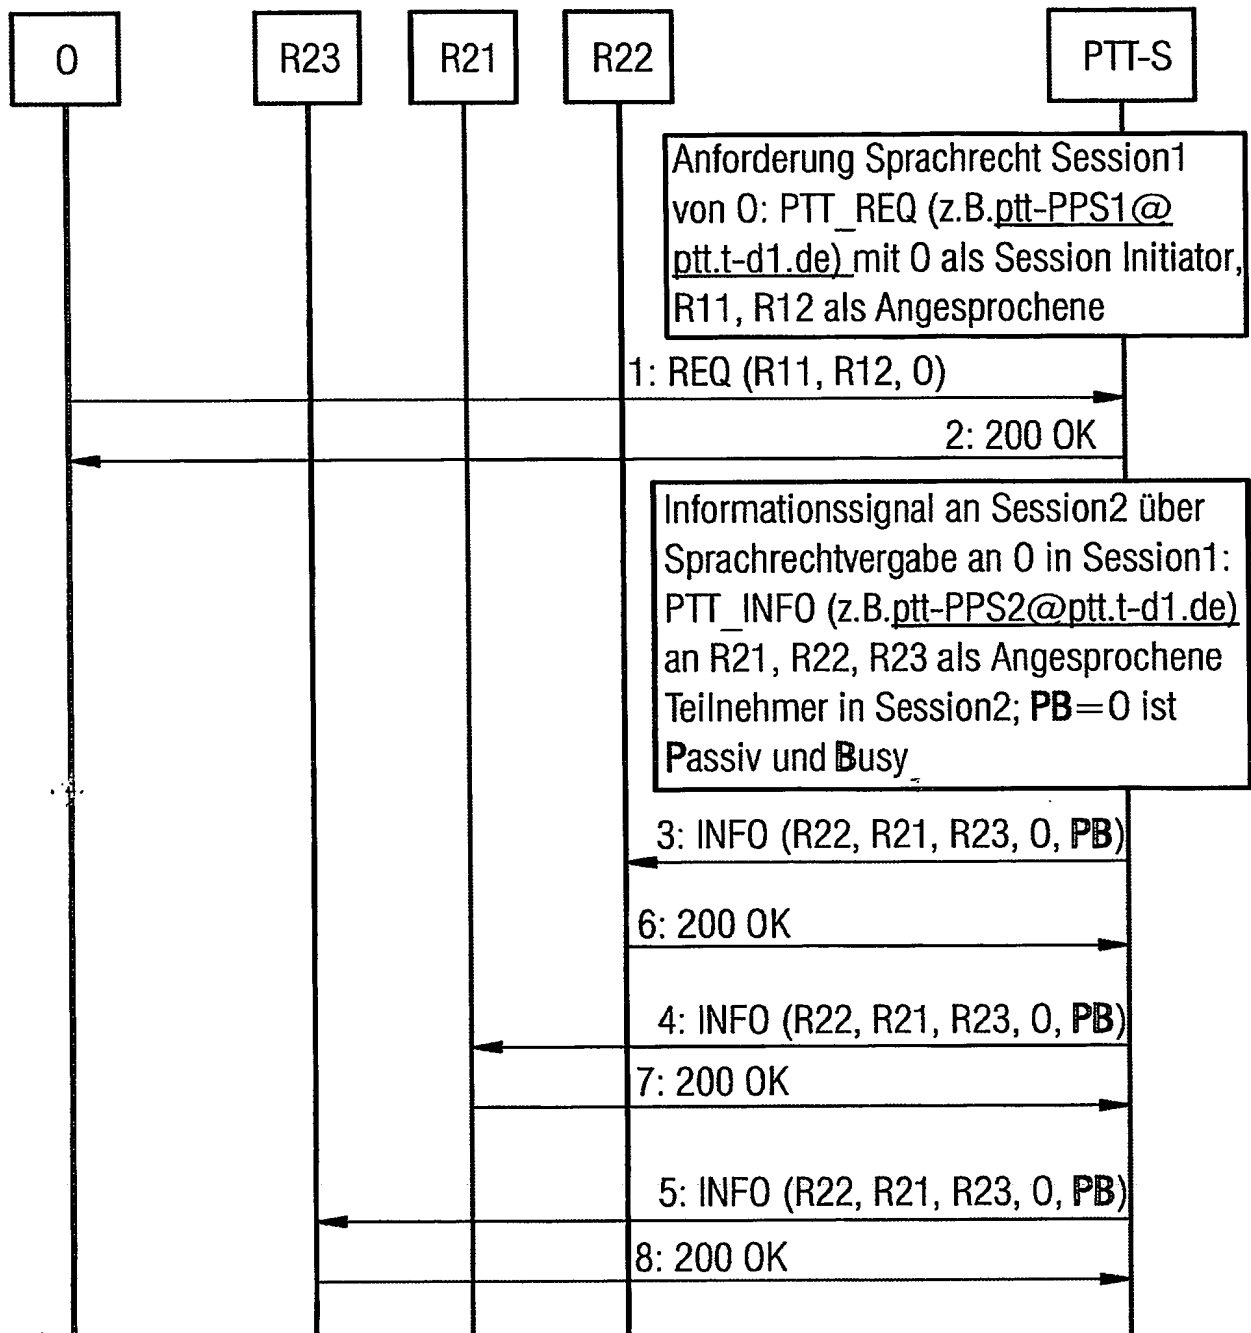 O
R23
R21
R22
PTT-S
Anforderung Sprachrecht Session1
von O: PTT_REQ (z.B.ptt-PPS1@
ptt.t-d1.de) mit O als Session Initiator,
R11, R12 als Angesprochene
1: REQ (R11, R12, O)
2: 200 OK
Informationssignal an Session2 über
Sprachrechtvergabe an O in Session1:
PTT_INFO (z.B.ptt-PPS2@ptt.t-d1.de)
an R21, R22, R23 als Angesprochene
Teilnehmer in Session2; PB=O ist
Passiv und Busy
3: INFO (R22, R21, R23, O, PB)
6: 200 OK
4: INFO (R22, R21, R23, O, PB)
7: 200 OK
5: INFO (R22, R21, R23, O, PB)
8: 200 OK